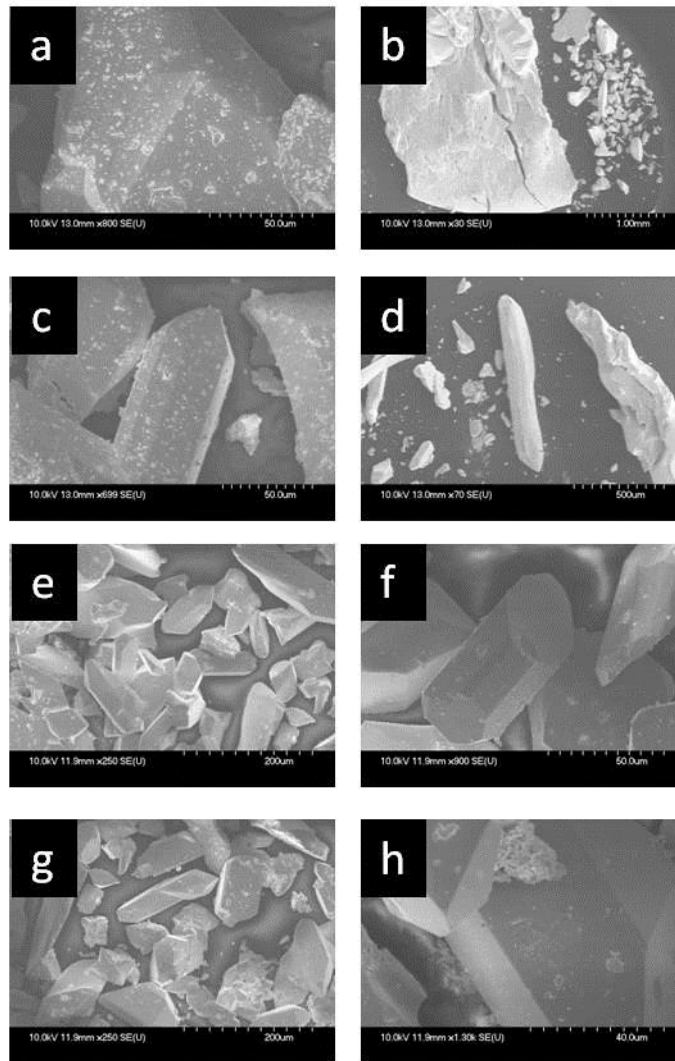 a
b
10.0kV 13.0mm x800 SE(U) 50.0um
10.0kV 13.0mm x30 SE(U) 1.00mm
c
d
10.0kV 13.0mm x699 SE(U) 50.0um
10.0kV 13.0mm x70 SE(U) 500um
e
f
10.0kV 11.9mm x250 SE(U) 200um
10.0kV 11.9mm x900 SE(U) 50.0um
g
h
10.0kV 11.9mm x250 SE(U) 200um
10.0kV 11.9mm x1.30k SE(U) 40.0um